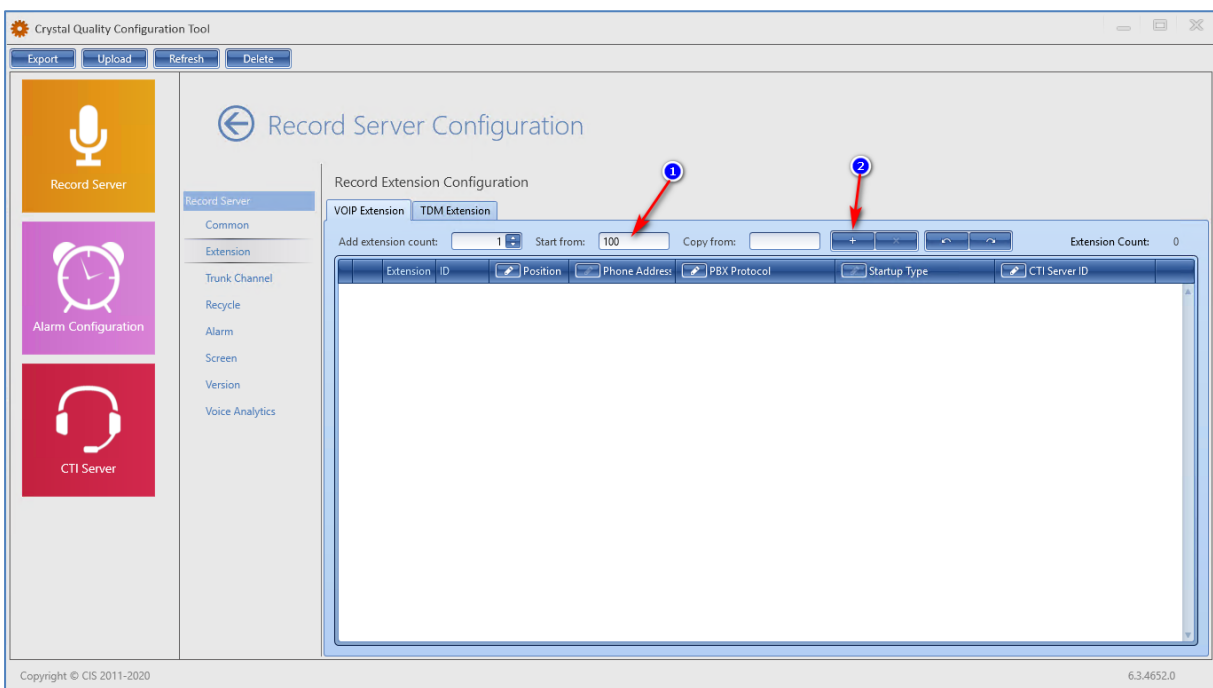 Crystal Quality Configuration Tool
Export Upload Refresh Delete
Record Server Configuration
Record Server
Alarm Configuration
CTI Server
Record Server
Common
Extension
Trunk Channel
Recycle
Alarm
Screen
Version
Voice Analytics
Record Extension Configuration
1 2
VOIP Extension TDM Extension
Add extension count: 1 Start from: 100 Copy from: + × Extension Count: 0
Extension ID Position Phone Address PBX Protocol Startup Type CTI Server ID
Copyright © CIS 2011-2020 6.3.4652.0